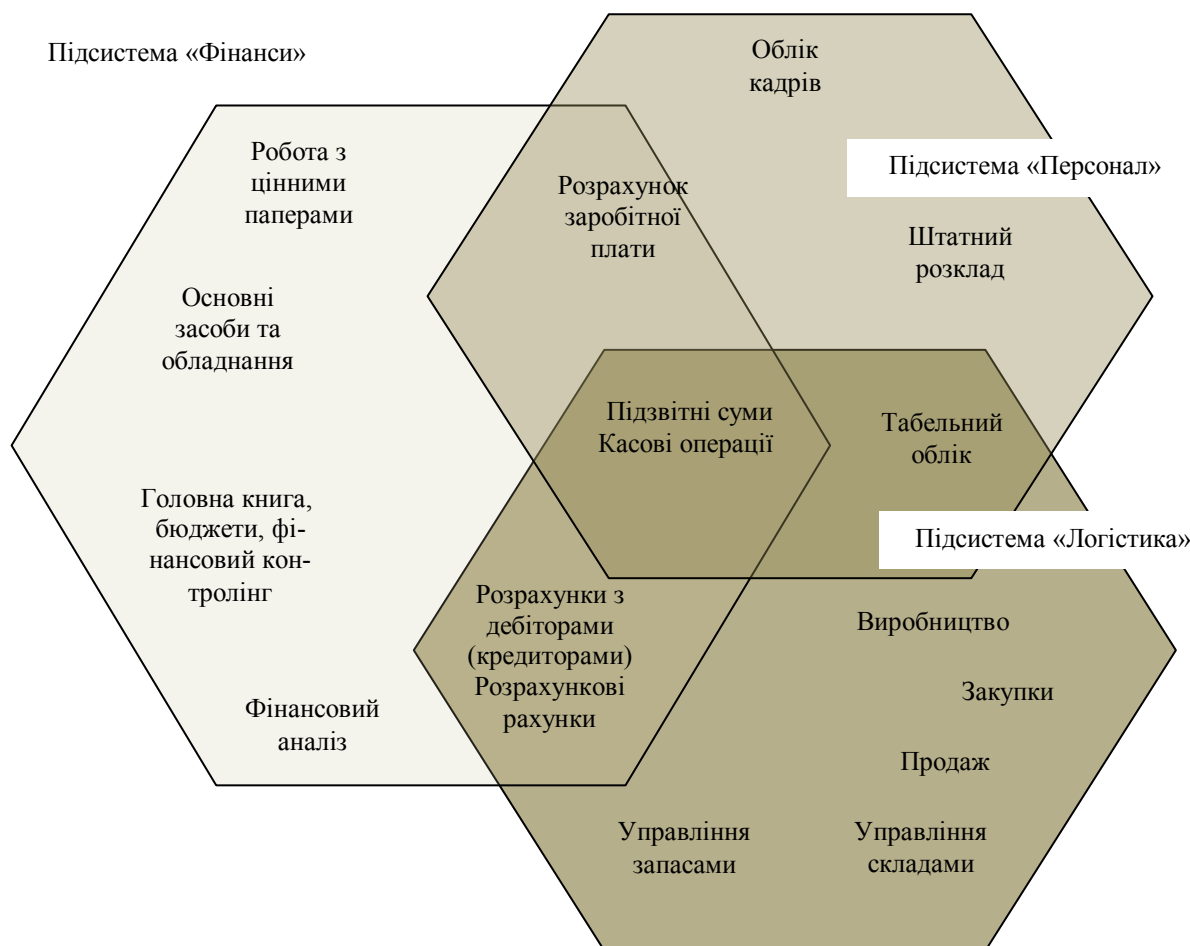 Підсистема «Фінанси»
Облік
кадрів
Робота з
цінними
паперами
Підсистема «Персонал»
Розрахунок
заробітної
плати
Штатний
розклад
Основні
засоби та
обладнання
Підзвітні суми
Касові операції
Табельний
облік
Головна книга,
бюджети, фі-
нансовий кон-
тролінг
Підсистема «Логістика»
Розрахунки з
дебіторами
(кредиторами)
Розрахункові
рахунки
Виробництво
Закупки
Фінансовий
аналіз
Продаж
Управління
запасами
Управління
складами